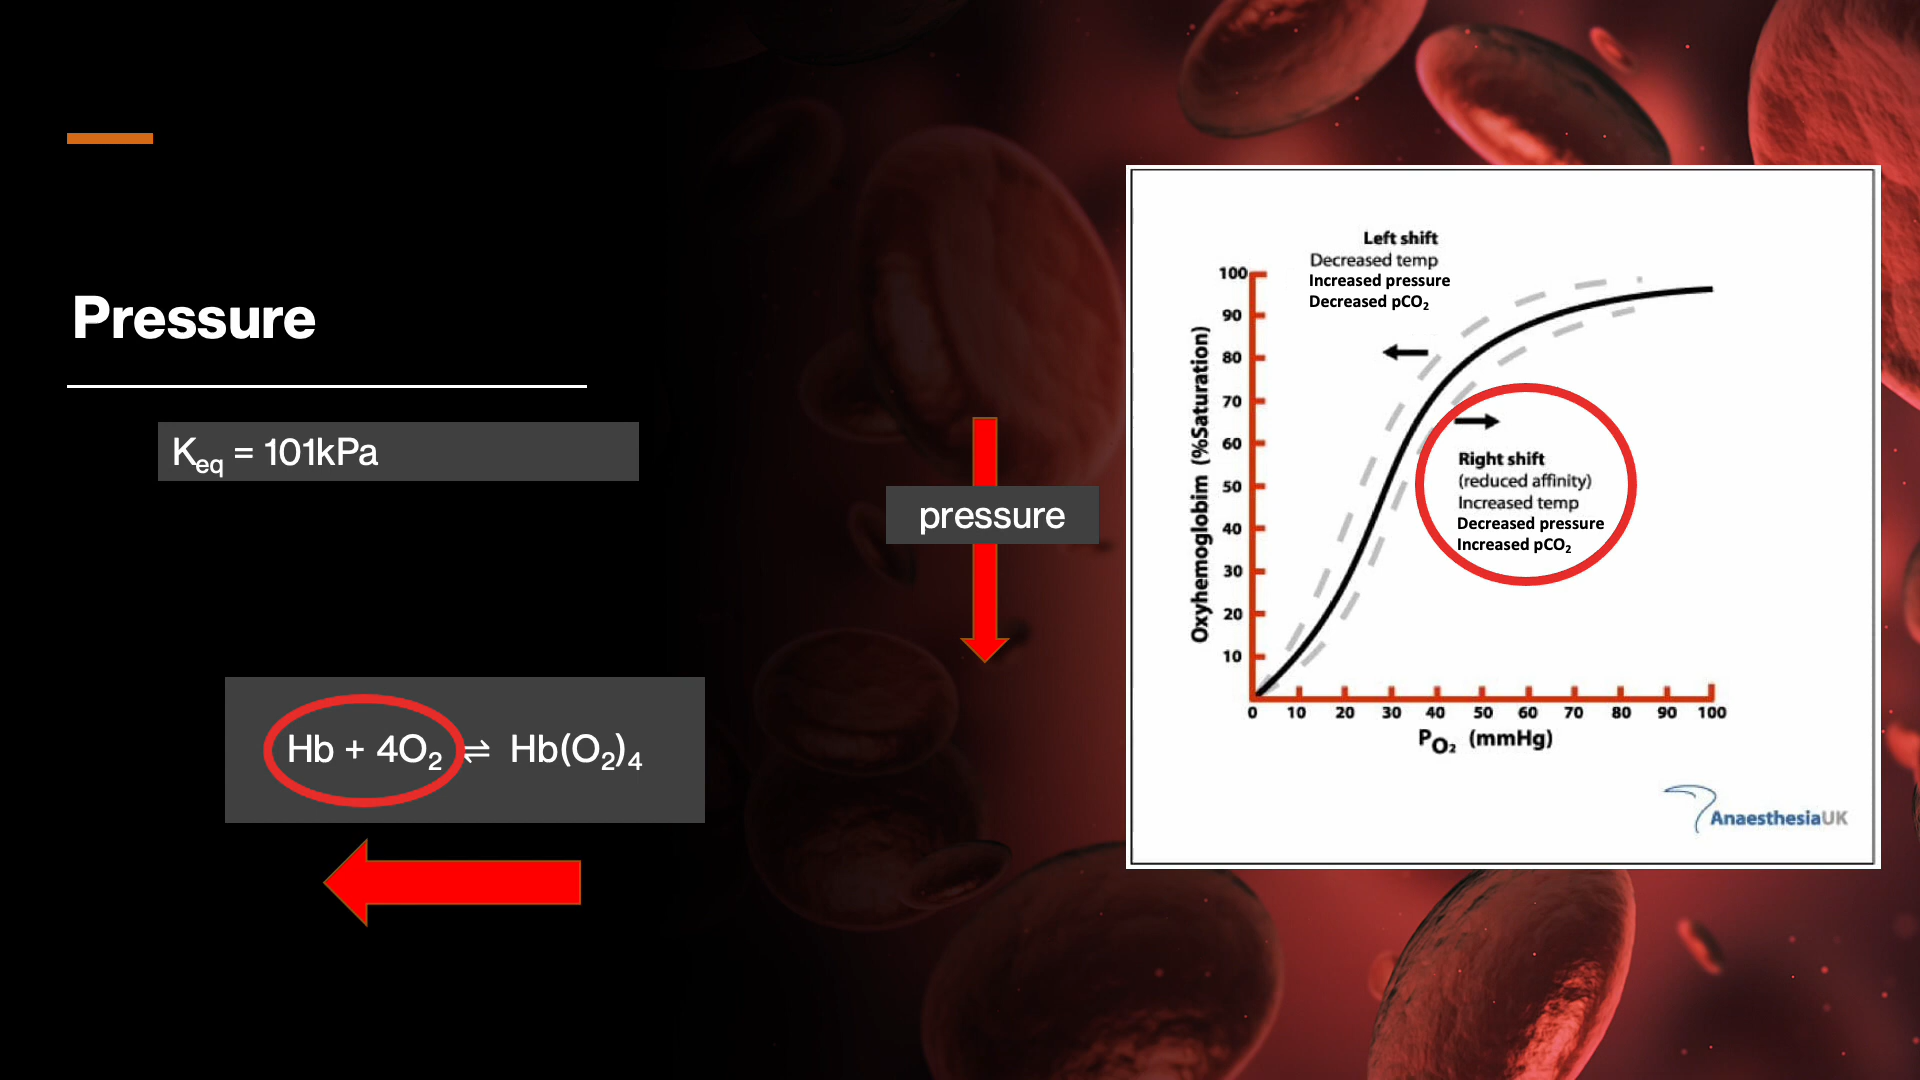 Pressure
Keq = 101kPa
pressure
Hb + 4O₂ ⇌ Hb(O₂)₄
Left shift
Decreased temp
Increased pressure
Decreased pCO₂
Right shift
(reduced affinity)
Increased temp
Decreased pressure
Increased pCO₂
Oxyhemoglobim (%Saturation)
100
90
80
70
60
50
40
30
20
10
0 10 20 30 40 50 60 70 80 90 100
PO₂ (mmHg)
AnaesthesiaUK